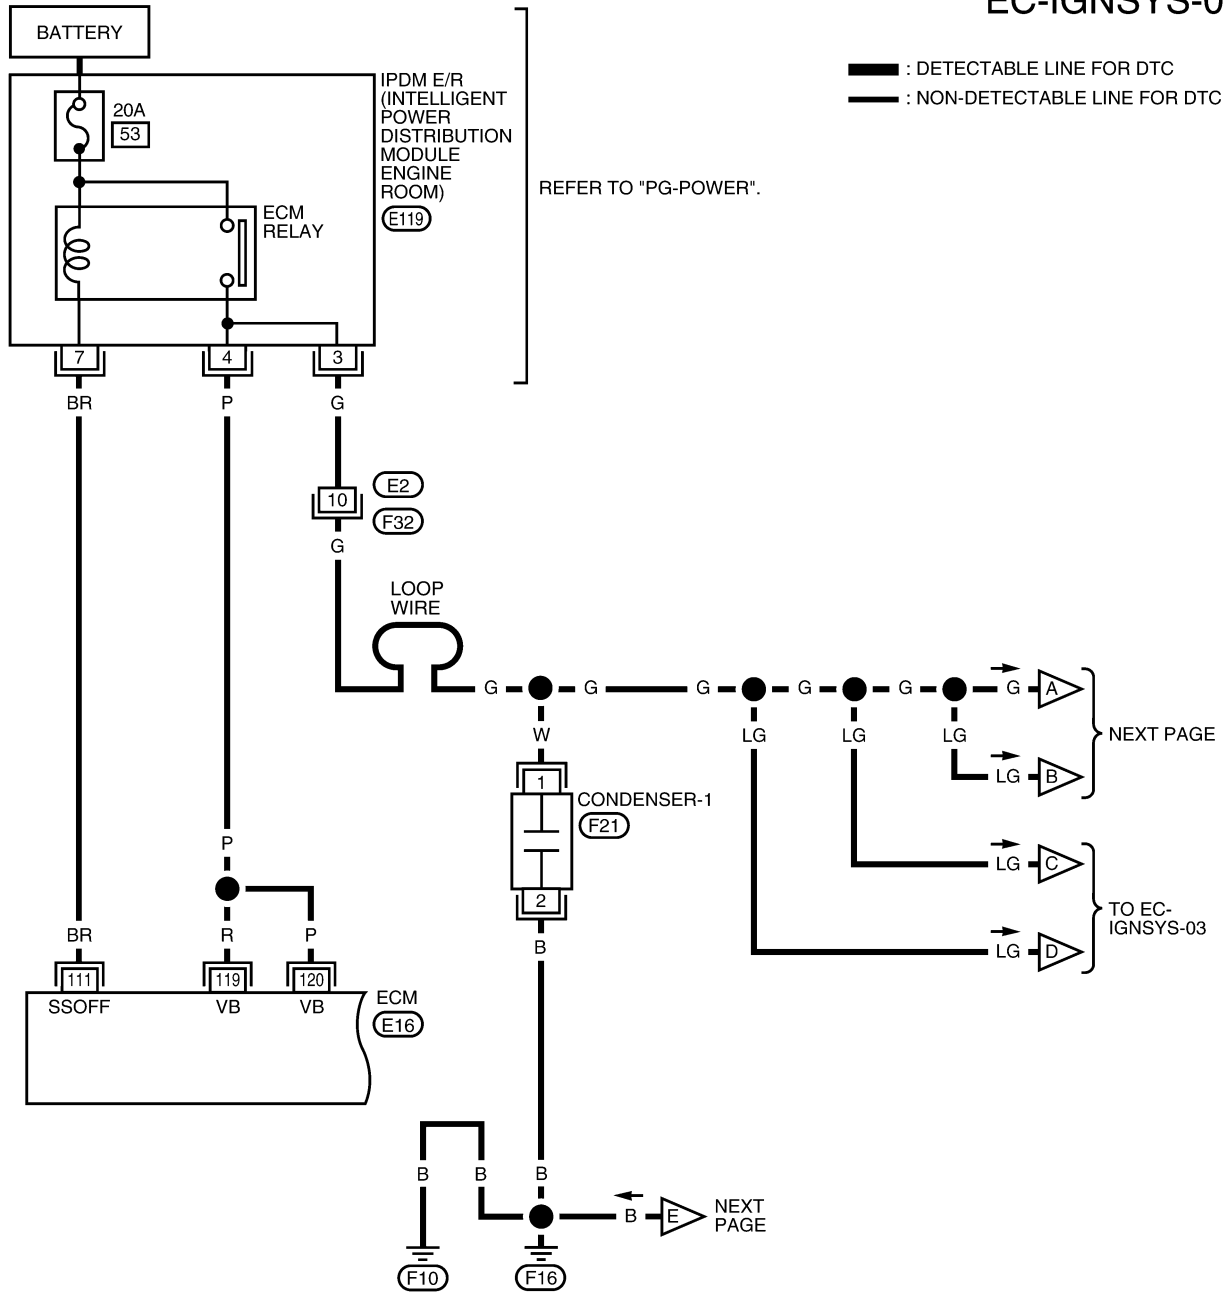 EC-IGNSYS-0
BATTERY
: DETECTABLE LINE FOR DTC
: NON-DETECTABLE LINE FOR DTC
IPDM E/R
(INTELLIGENT
POWER
DISTRIBUTION
MODULE
ENGINE
ROOM)
E119
20A
53
REFER TO "PG-POWER".
ECM
RELAY
7
4
3
BR
P
G
10
E2
F32
G
LOOP
WIRE
G
G
G
G
G
G
A
W
LG
LG
LG
NEXT PAGE
LG
B
1
CONDENSER-1
F21
P
LG
C
2
TO EC-
IGNSYS-03
BR
R
P
B
LG
D
111
119
120
SSOFF
VB
VB
ECM
E16
B
B
B
B
E
NEXT
PAGE
F10
F16